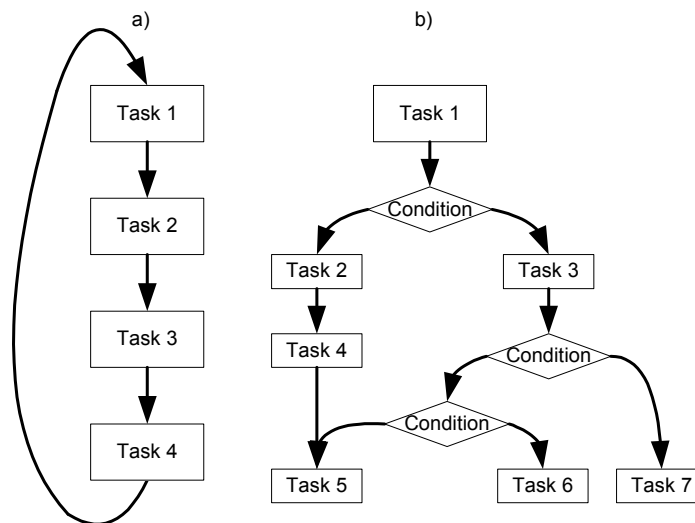 a)
Task 1
Task 2
Task 3
Task 4
b)
Task 1
Condition
Task 2
Task 3
Task 4
Condition
Condition
Task 5
Task 6
Task 7